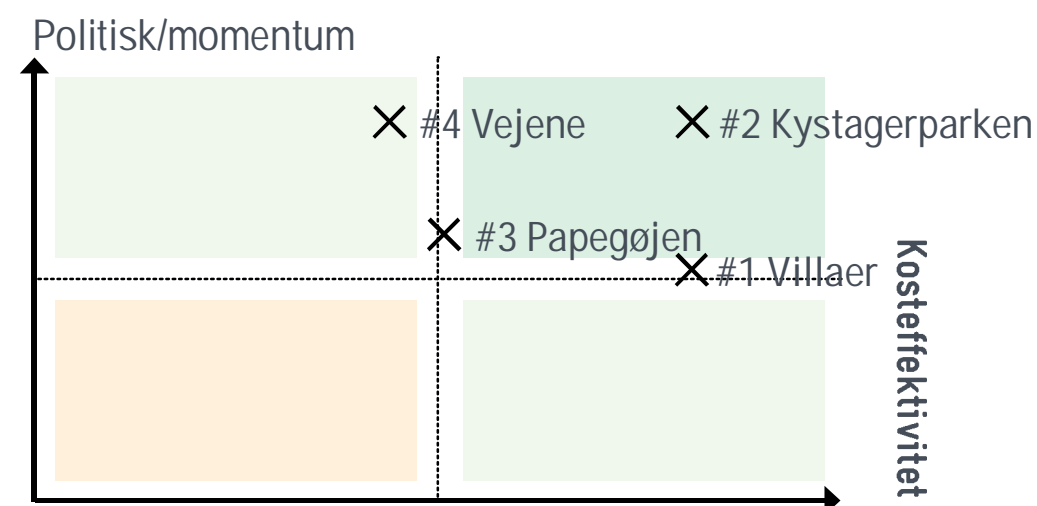 Politisk/momentum
#4 Vejene
#2 Kystagerparken
#3 Papegøjen
#1 Villaer
Kosteffektivitet